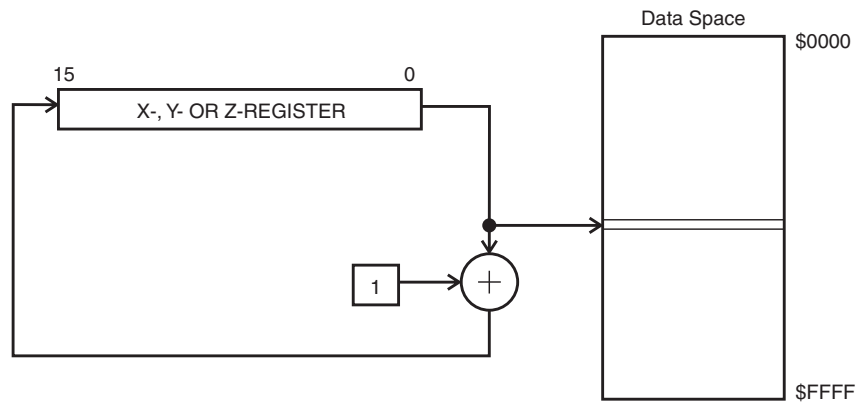 Data Space
$0000
15 0
X-, Y- OR Z-REGISTER
1
+
$FFFF